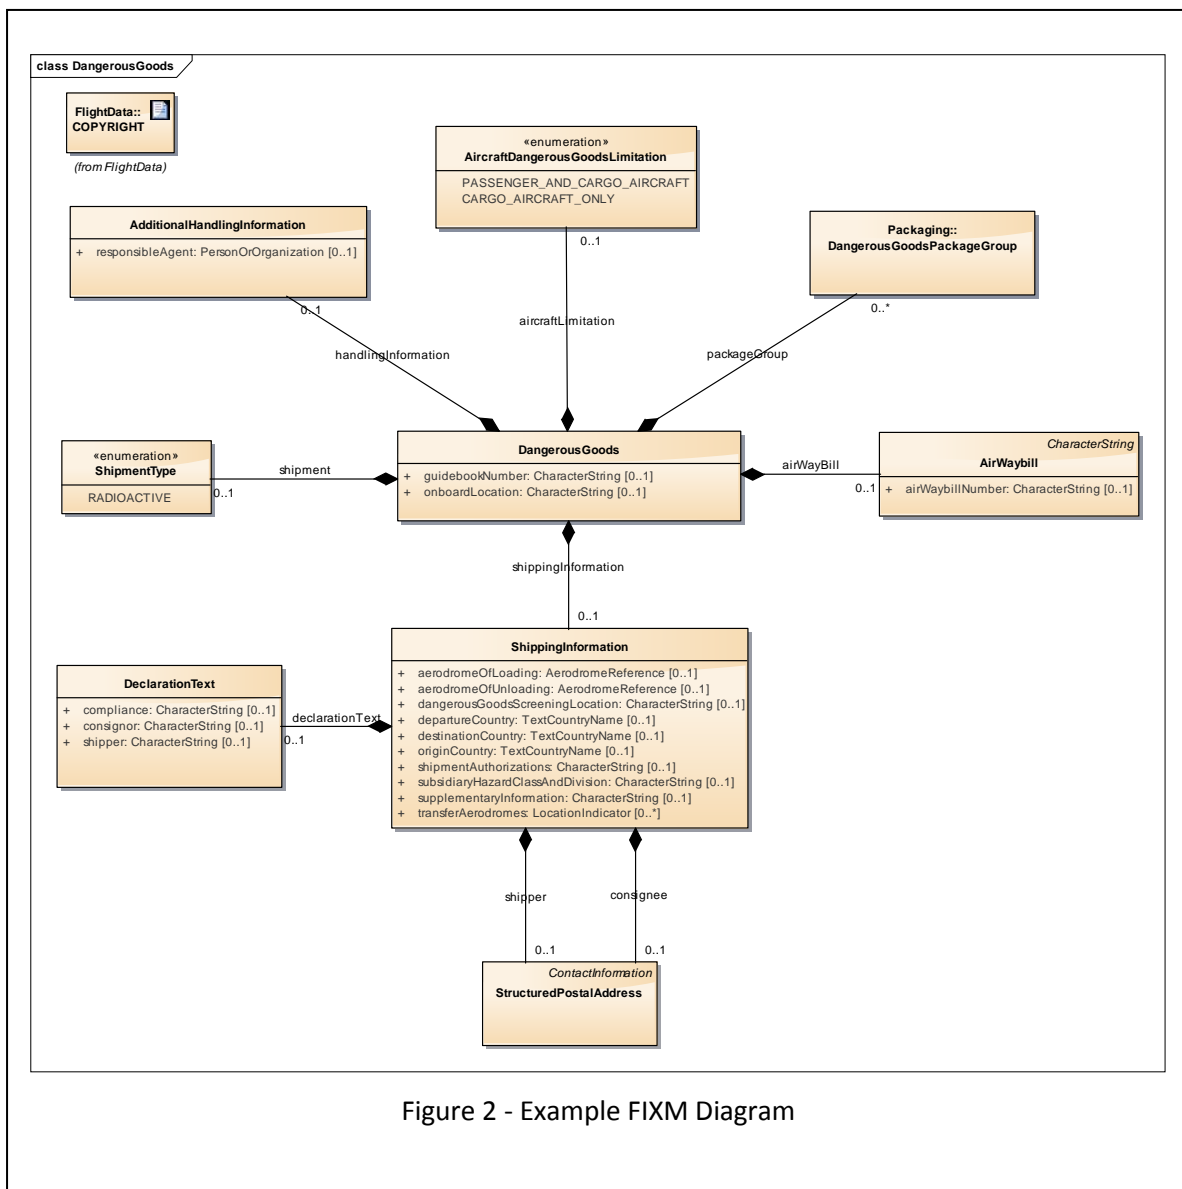 class DangerousGoods
FlightData::
COPYRIGHT
(from FlightData)
«enumeration»
AircraftDangerousGoodsLimitation
PASSENGER_AND_CARGO_AIRCRAFT
CARGO_AIRCRAFT_ONLY
0..1
aircraftLimitation
AdditionalHandlingInformation
+ responsibleAgent: PersonOrOrganization [0..1]
0..1
handlingInformation
Packaging::
DangerousGoodsPackageGroup
0..*
packageGroup
«enumeration»
ShipmentType
RADIOACTIVE
0..1
shipment
DangerousGoods
+ guidebookNumber: CharacterString [0..1]
+ onboardLocation: CharacterString [0..1]
airWayBill
0..1
CharacterString
AirWaybill
+ airWaybillNumber: CharacterString [0..1]
shippingInformation
0..1
ShippingInformation
+ aerodromeOfLoading: AerodromeReference [0..1]
+ aerodromeOfUnloading: AerodromeReference [0..1]
+ dangerousGoodsScreeningLocation: CharacterString [0..1]
+ departureCountry: TextCountryName [0..1]
+ destinationCountry: TextCountryName [0..1]
+ originCountry: TextCountryName [0..1]
+ shipmentAuthorizations: CharacterString [0..1]
+ subsidiaryHazardClassAndDivision: CharacterString [0..1]
+ supplementaryInformation: CharacterString [0..1]
+ transferAerodromes: LocationIndicator [0..*]
DeclarationText
+ compliance: CharacterString [0..1]
+ consignor: CharacterString [0..1]
+ shipper: CharacterString [0..1]
declarationText
0..1
shipper
0..1
consignee
0..1
ContactInformation
StructuredPostalAddress
Figure 2 - Example FIXM Diagram